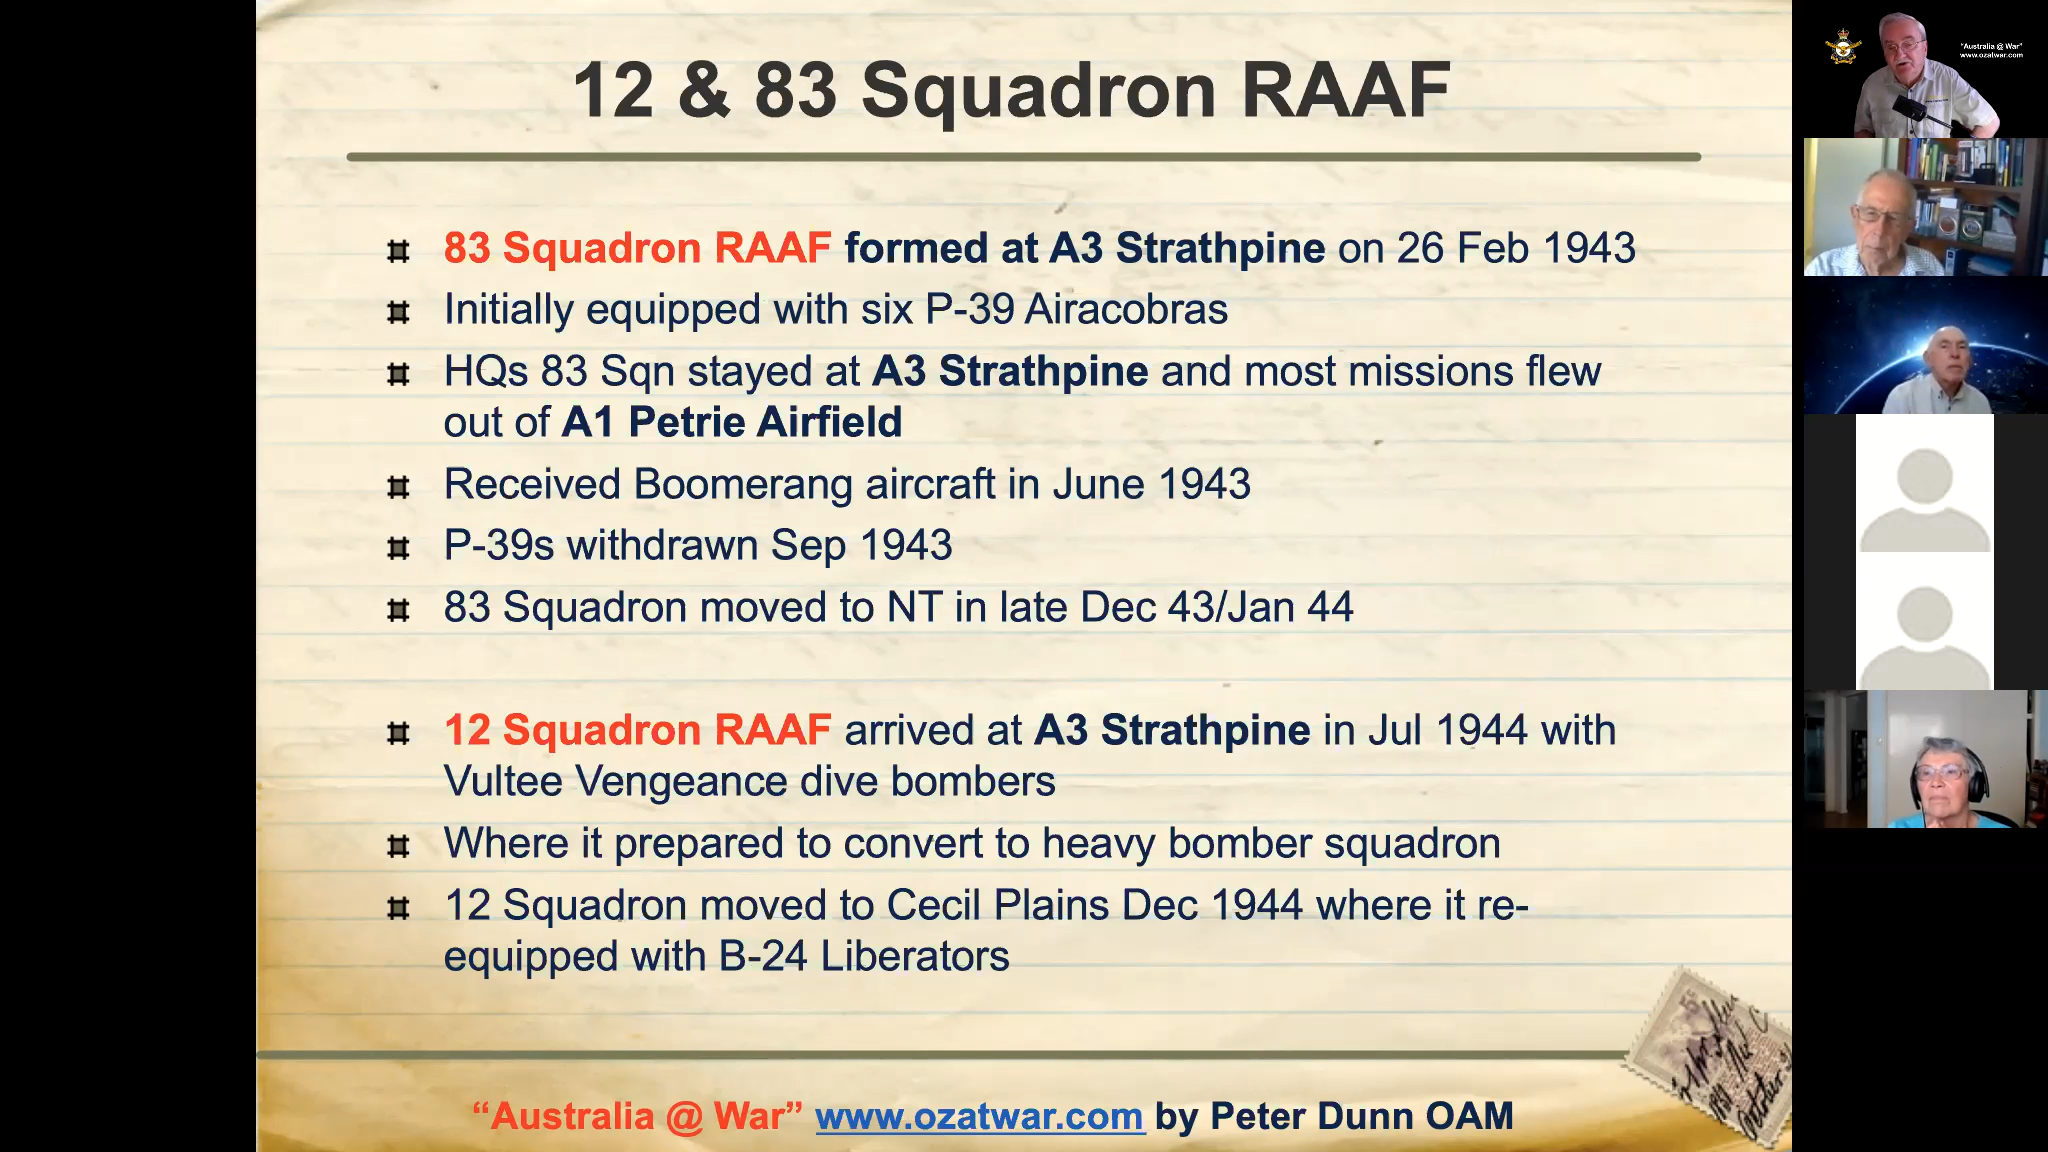 12 & 83 Squadron RAAF
83 Squadron RAAF formed at A3 Strathpine on 26 Feb 1943
Initially equipped with six P-39 Airacobras
HQs 83 Sqn stayed at A3 Strathpine and most missions flew
out of A1 Petrie Airfield
Received Boomerang aircraft in June 1943
P-39s withdrawn Sep 1943
83 Squadron moved to NT in late Dec 43/Jan 44
12 Squadron RAAF arrived at A3 Strathpine in Jul 1944 with
Vultee Vengeance dive bombers
Where it prepared to convert to heavy bomber squadron
12 Squadron moved to Cecil Plains Dec 1944 where it re-
equipped with B-24 Liberators
“Australia @ War” www.ozatwar.com by Peter Dunn OAM
"Australia @ War"
www.ozatwar.com